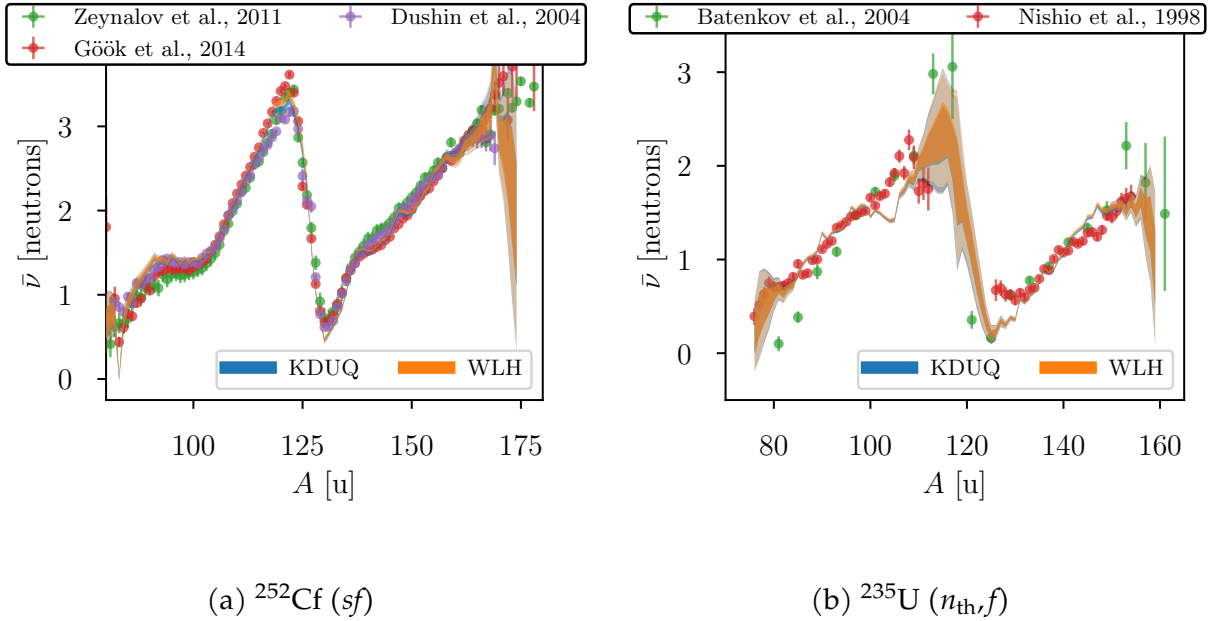 Zeynalov et al., 2011
Dushin et al., 2004
Göök et al., 2014
3
2
1
0
ν̄ [neutrons]
KDUQ
WLH
100
125
150
175
A [u]
(a) ²⁵²Cf (sf)
Batenkov et al., 2004
Nishio et al., 1998
3
2
1
0
ν̄ [neutrons]
KDUQ
WLH
80
100
120
140
160
A [u]
(b) ²³⁵U (nₜₕ,f)